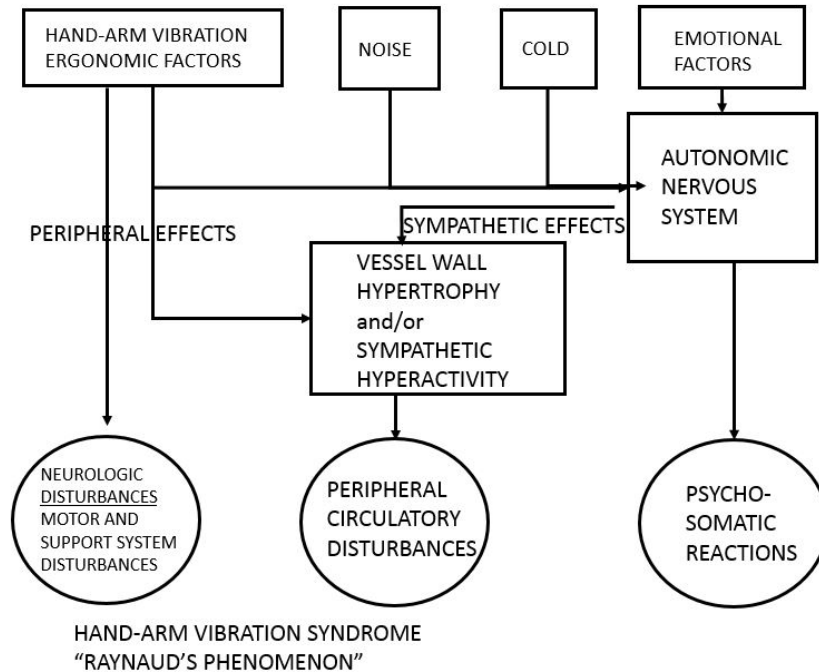 HAND-ARM VIBRATION
ERGONOMIC FACTORS
NOISE
COLD
EMOTIONAL
FACTORS
AUTONOMIC
NERVOUS
SYSTEM
PERIPHERAL EFFECTS
SYMPATHETIC EFFECTS
VESSEL WALL
HYPERTROPHY
and/or
SYMPATHETIC
HYPERACTIVITY
NEUROLOGIC
DISTURBANCES
MOTOR AND
SUPPORT SYSTEM
DISTURBANCES
PERIPHERAL
CIRCULATORY
DISTURBANCES
PSYCHO-
SOMATIC
REACTIONS
HAND-ARM VIBRATION SYNDROME
“RAYNAUD’S PHENOMENON”